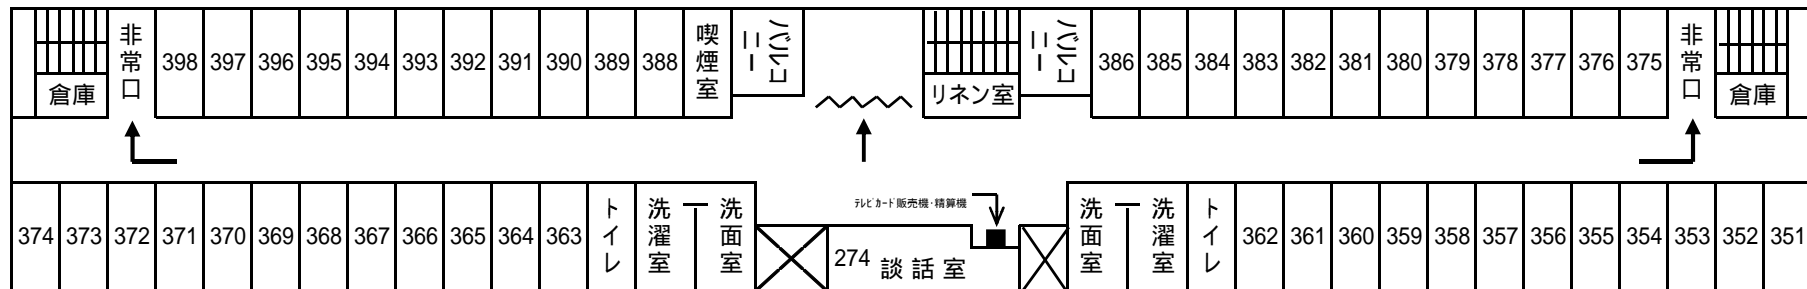 非常口
398 397 396 395 394 393 392 391 390 389 388
喫煙室
バルコニー
バルコニー
386 385 384 383 382 381 380 379 378 377 376 375
非常口
倉庫
リネン室
倉庫
374 373 372 371 370 369 368 367 366 365 364 363
トイレ
洗濯室
洗面室
テレビカード販売機・精算機
274 談話室
洗面室
洗濯室
トイレ
362 361 360 359 358 357 356 355 354 353 352 351